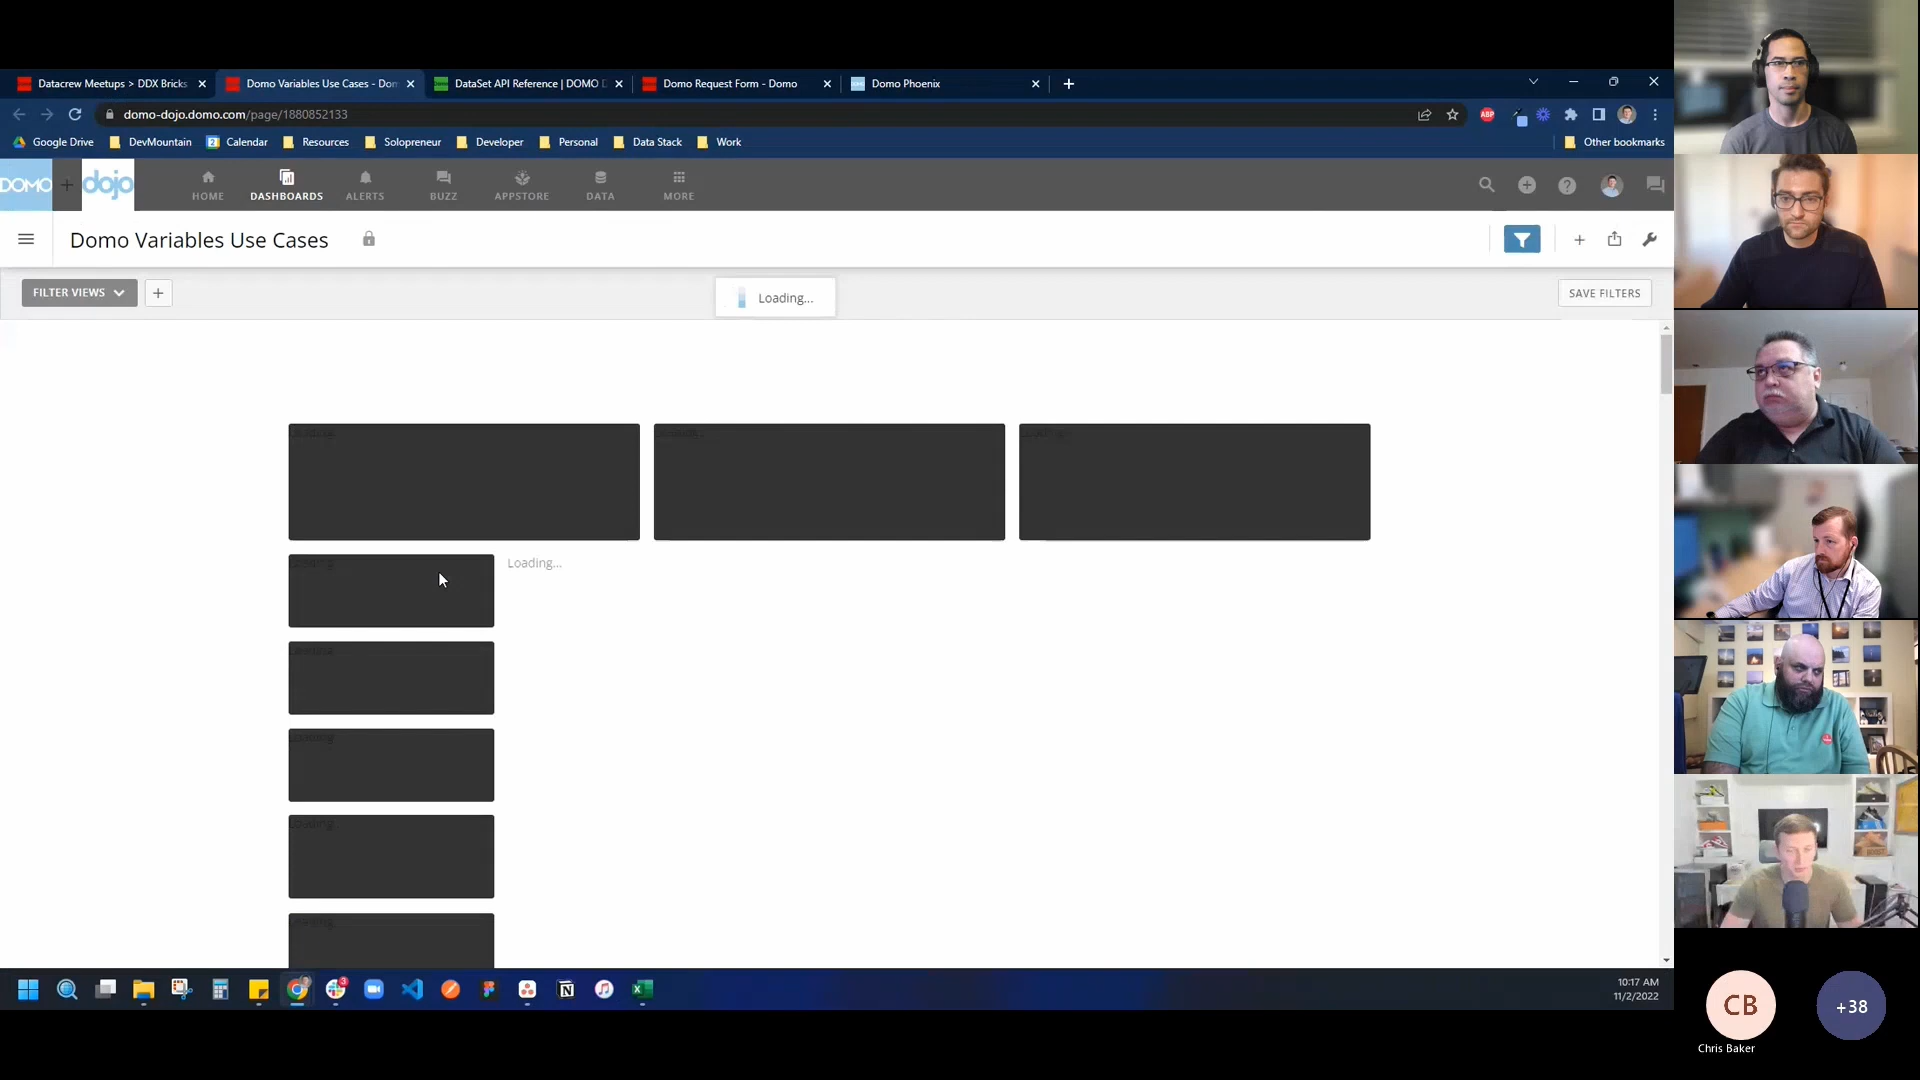 Datacrew Meetups > DDX Bricks
Domo Variables Use Cases - Dom
DataSet API Reference | DOMO D
Domo Request Form - Domo
Domo Phoenix
domo-dojo.domo.com/page/1880852133
ABP
Google Drive
DevMountain
Calendar
Resources
Solopreneur
Developer
Personal
Data Stack
Work
Other bookmarks
DOMO
dojo
HOME
DASHBOARDS
ALERTS
BUZZ
APPSTORE
DATA
MORE
Domo Variables Use Cases
FILTER VIEWS
Loading...
SAVE FILTERS
Loading...
10:17 AM
11/2/2022
CB
+38
Chris Baker